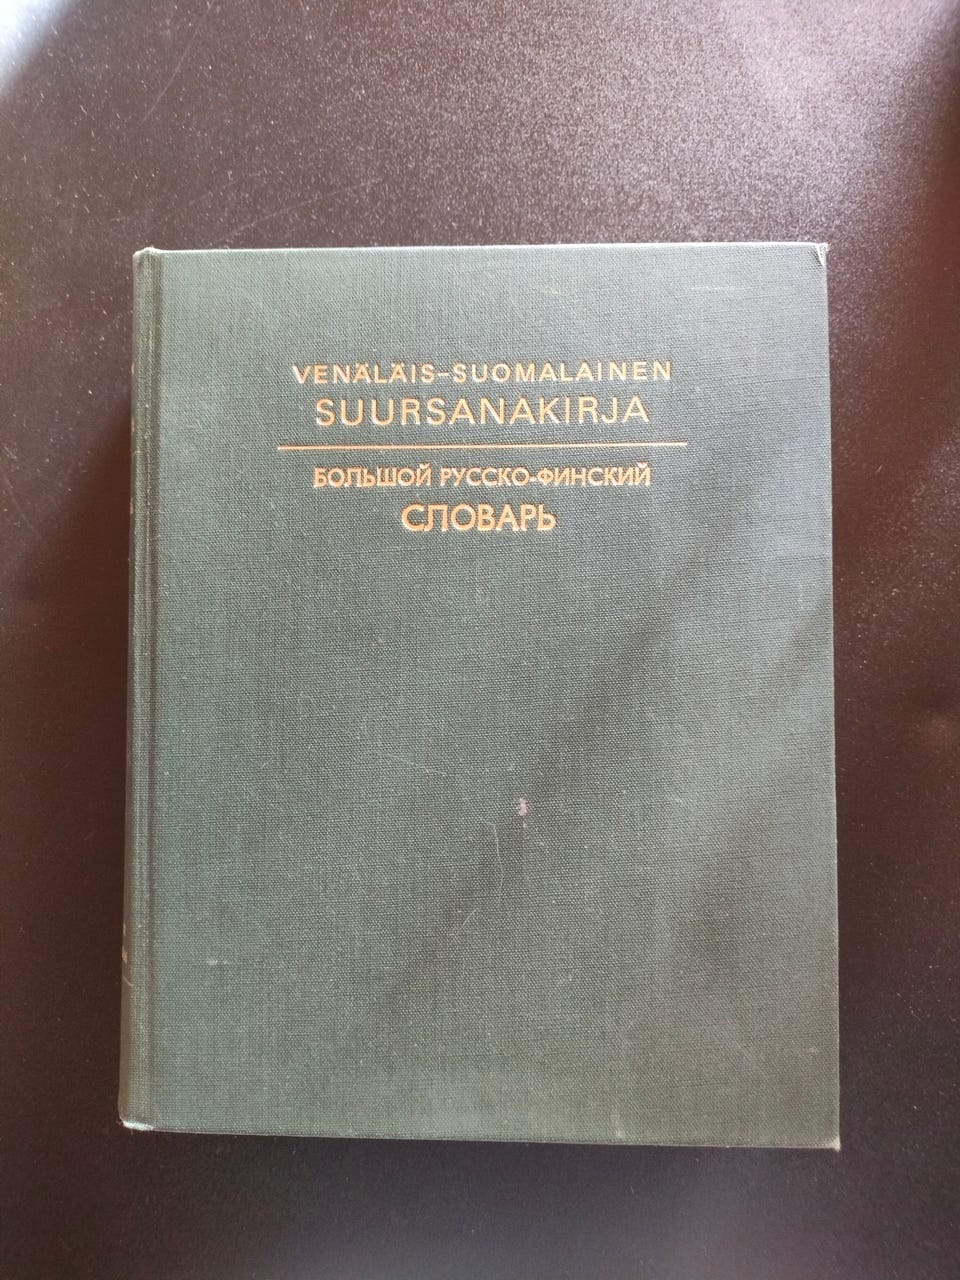 VENÄLÄIS-SUOMALAINEN
SUURSANAKIRJA
БОЛЬШОЙ РУССКО-ФИНСКИЙ
СЛОВАРЬ